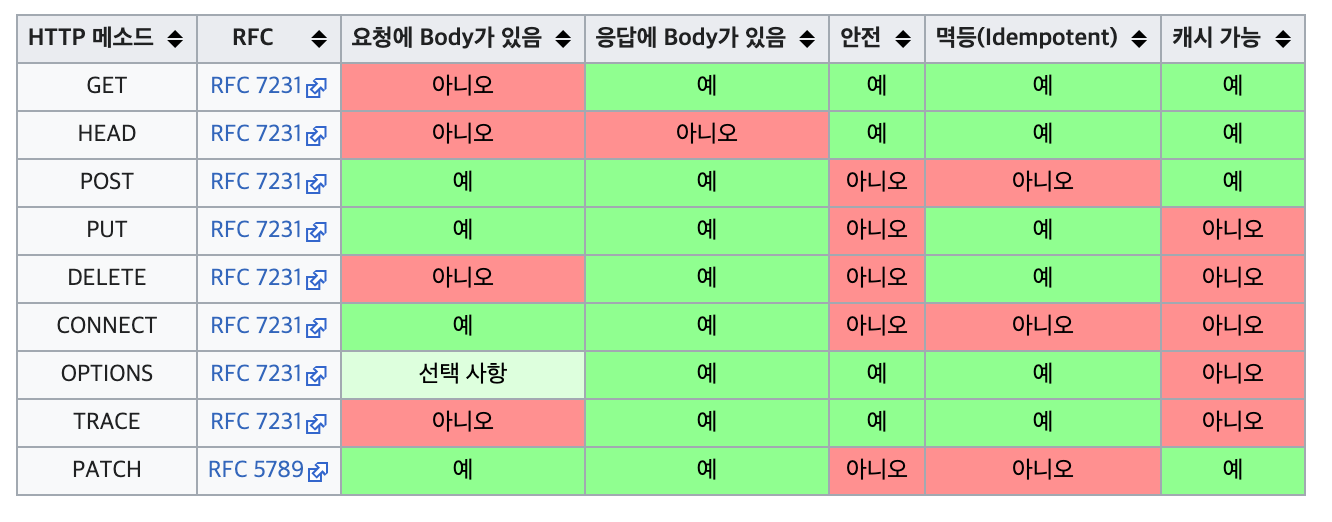 HTTP 메소드 RFC 요청에 Body가 있음 응답에 Body가 있음 안전 멱등(Idempotent) 캐시 가능
GET RFC 7231 아니오 예 예 예 예
HEAD RFC 7231 아니오 아니오 예 예 예
POST RFC 7231 예 예 아니오 아니오 예
PUT RFC 7231 예 예 아니오 예 아니오
DELETE RFC 7231 아니오 예 아니오 예 아니오
CONNECT RFC 7231 예 예 아니오 아니오 아니오
OPTIONS RFC 7231 선택 사항 예 예 예 아니오
TRACE RFC 7231 아니오 예 예 예 아니오
PATCH RFC 5789 예 예 아니오 아니오 예